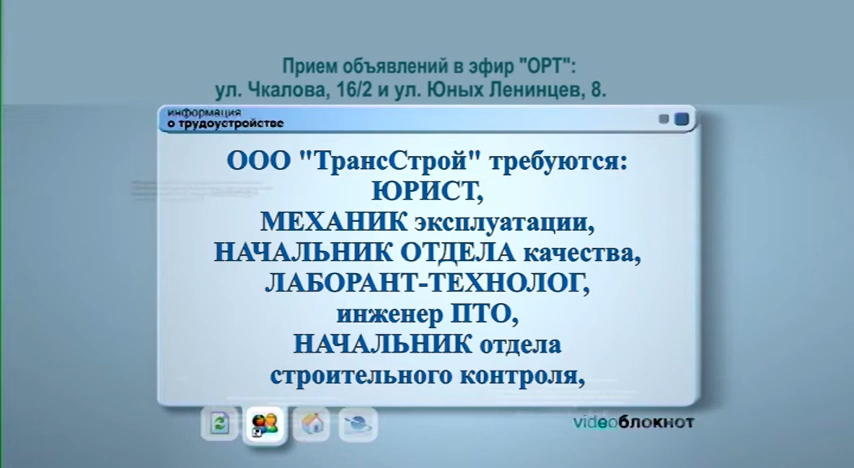 Прием объявлений в эфир "ОРТ":
ул. Чкалова, 16/2 и ул. Юных Ленинцев, 8.
информация
о трудоустройстве
ООО "ТрансСтрой" требуются:
ЮРИСТ,
МЕХАНИК эксплуатации,
НАЧАЛЬНИК ОТДЕЛА качества,
ЛАБОРАНТ-ТЕХНОЛОГ,
инженер ПТО,
НАЧАЛЬНИК отдела
строительного контроля,
videoблокнот